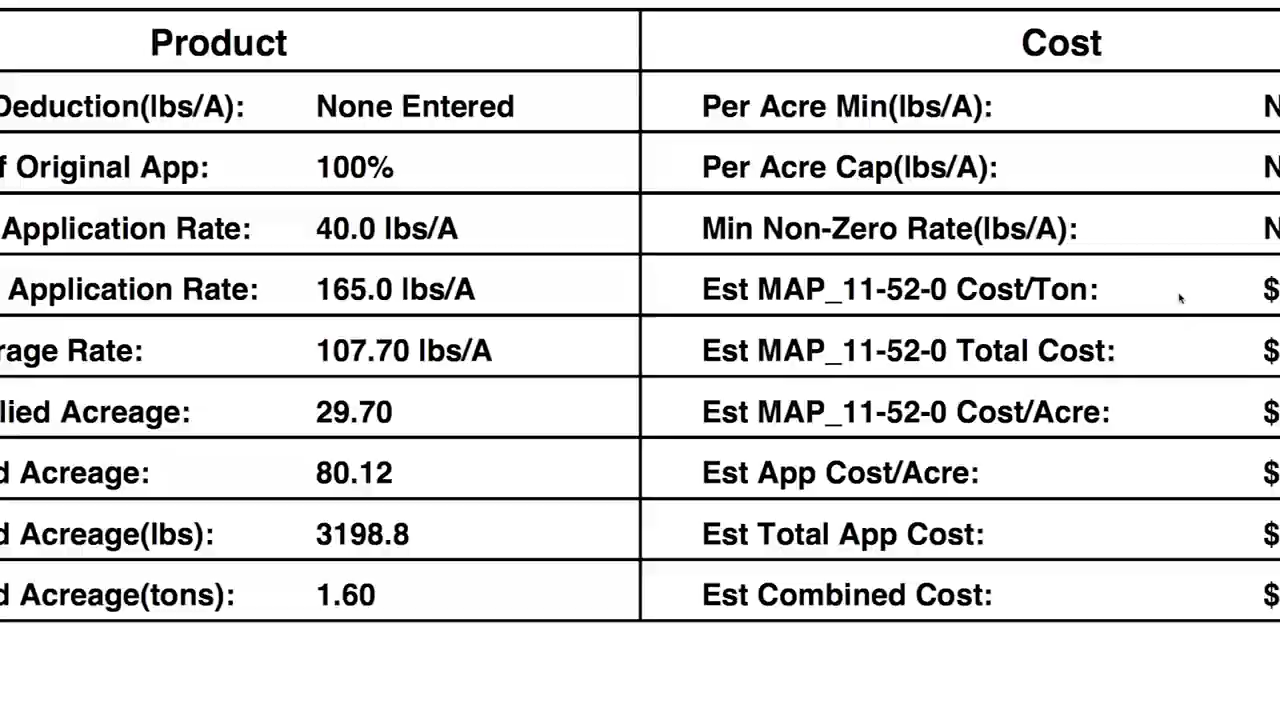 Product Cost
Deduction(lbs/A): None Entered Per Acre Min(lbs/A): N
f Original App: 100% Per Acre Cap(lbs/A): N
Application Rate: 40.0 lbs/A Min Non-Zero Rate(lbs/A): N
Application Rate: 165.0 lbs/A Est MAP_11-52-0 Cost/Ton: $
rage Rate: 107.70 lbs/A Est MAP_11-52-0 Total Cost: $
lied Acreage: 29.70 Est MAP_11-52-0 Cost/Acre: $
d Acreage: 80.12 Est App Cost/Acre: $
d Acreage(lbs): 3198.8 Est Total App Cost: $
d Acreage(tons): 1.60 Est Combined Cost: $